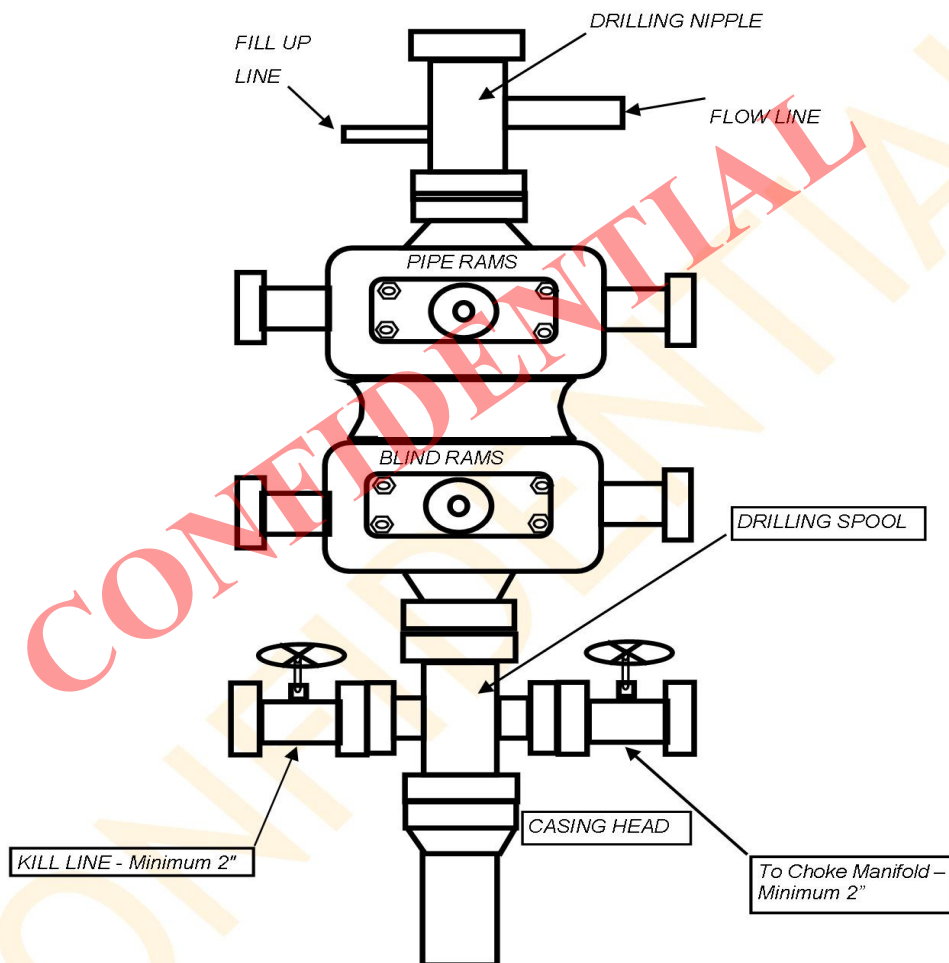 FILL UP
LINE
DRILLING NIPPLE
FLOW LINE
PIPE RAMS
BLIND RAMS
DRILLING SPOOL
CASING HEAD
KILL LINE - Minimum 2"
To Choke Manifold –
Minimum 2”
CONFIDENTIAL
CONFIDENTIAL